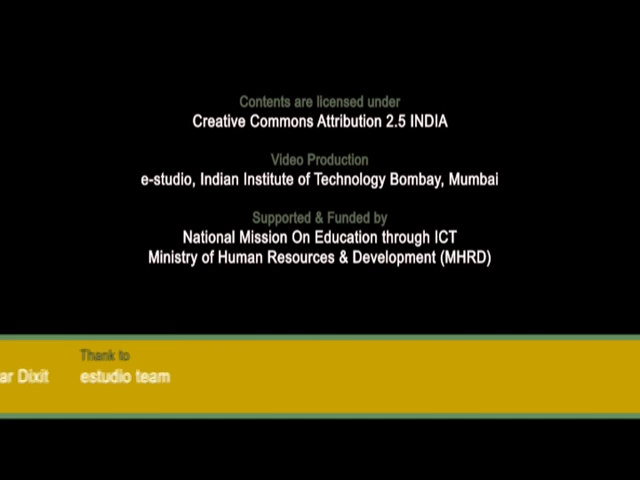 Contents are licensed under
Creative Commons Attribution 2.5 INDIA
Video Production
e-studio, Indian Institute of Technology Bombay, Mumbai
Supported & Funded by
National Mission On Education through ICT
Ministry of Human Resources & Development (MHRD)
Thank to
ar Dixit estudio team